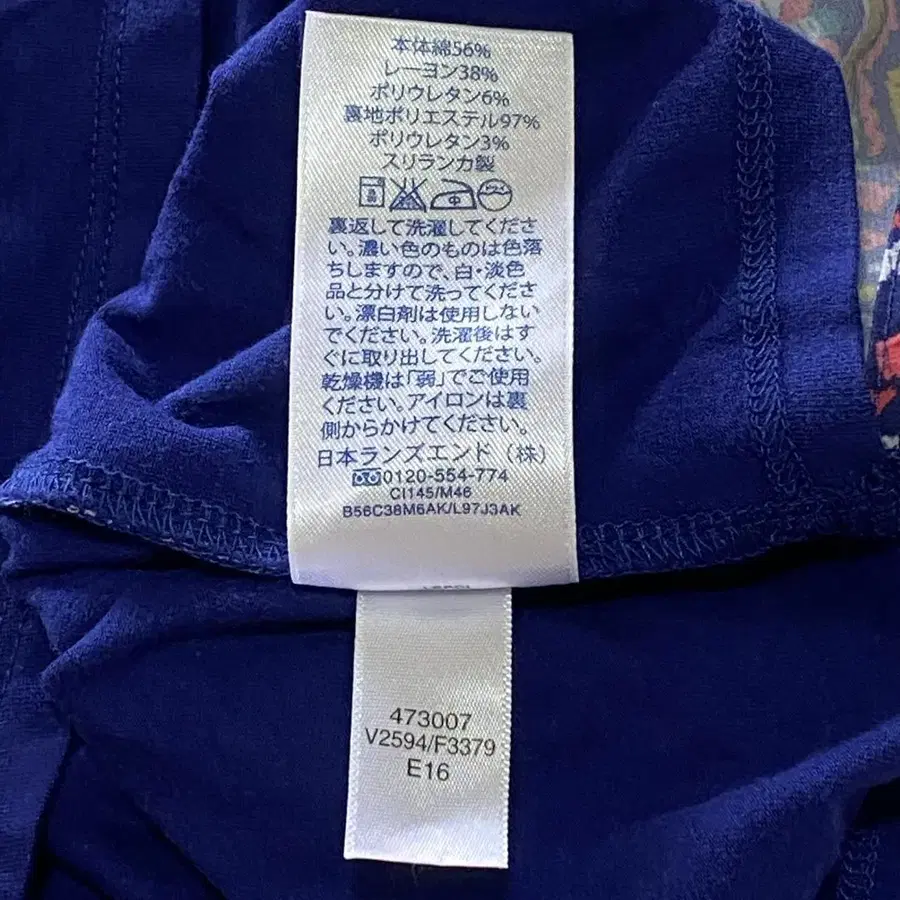 本体綿56%
レーヨン38%
ポリウレタン6%
裏地ポリエステル97%
ポリウレタン3%
スリランカ製
中 ドライ
裏返して洗濯してくださ
い。濃い色のものは色落
ちしますので、白・淡色
品と分けて洗ってくださ
い。漂白剤は使用しない
でください。洗濯後はす
ぐに取り出してください。
乾燥機は「弱」でご使用
ください。アイロンは裏
側からかけてください。
日本ランズエンド(株)
0120-554-774
CI145/M46
B56C38M6AK/L97J3AK
473007
V2594/F3379
E16